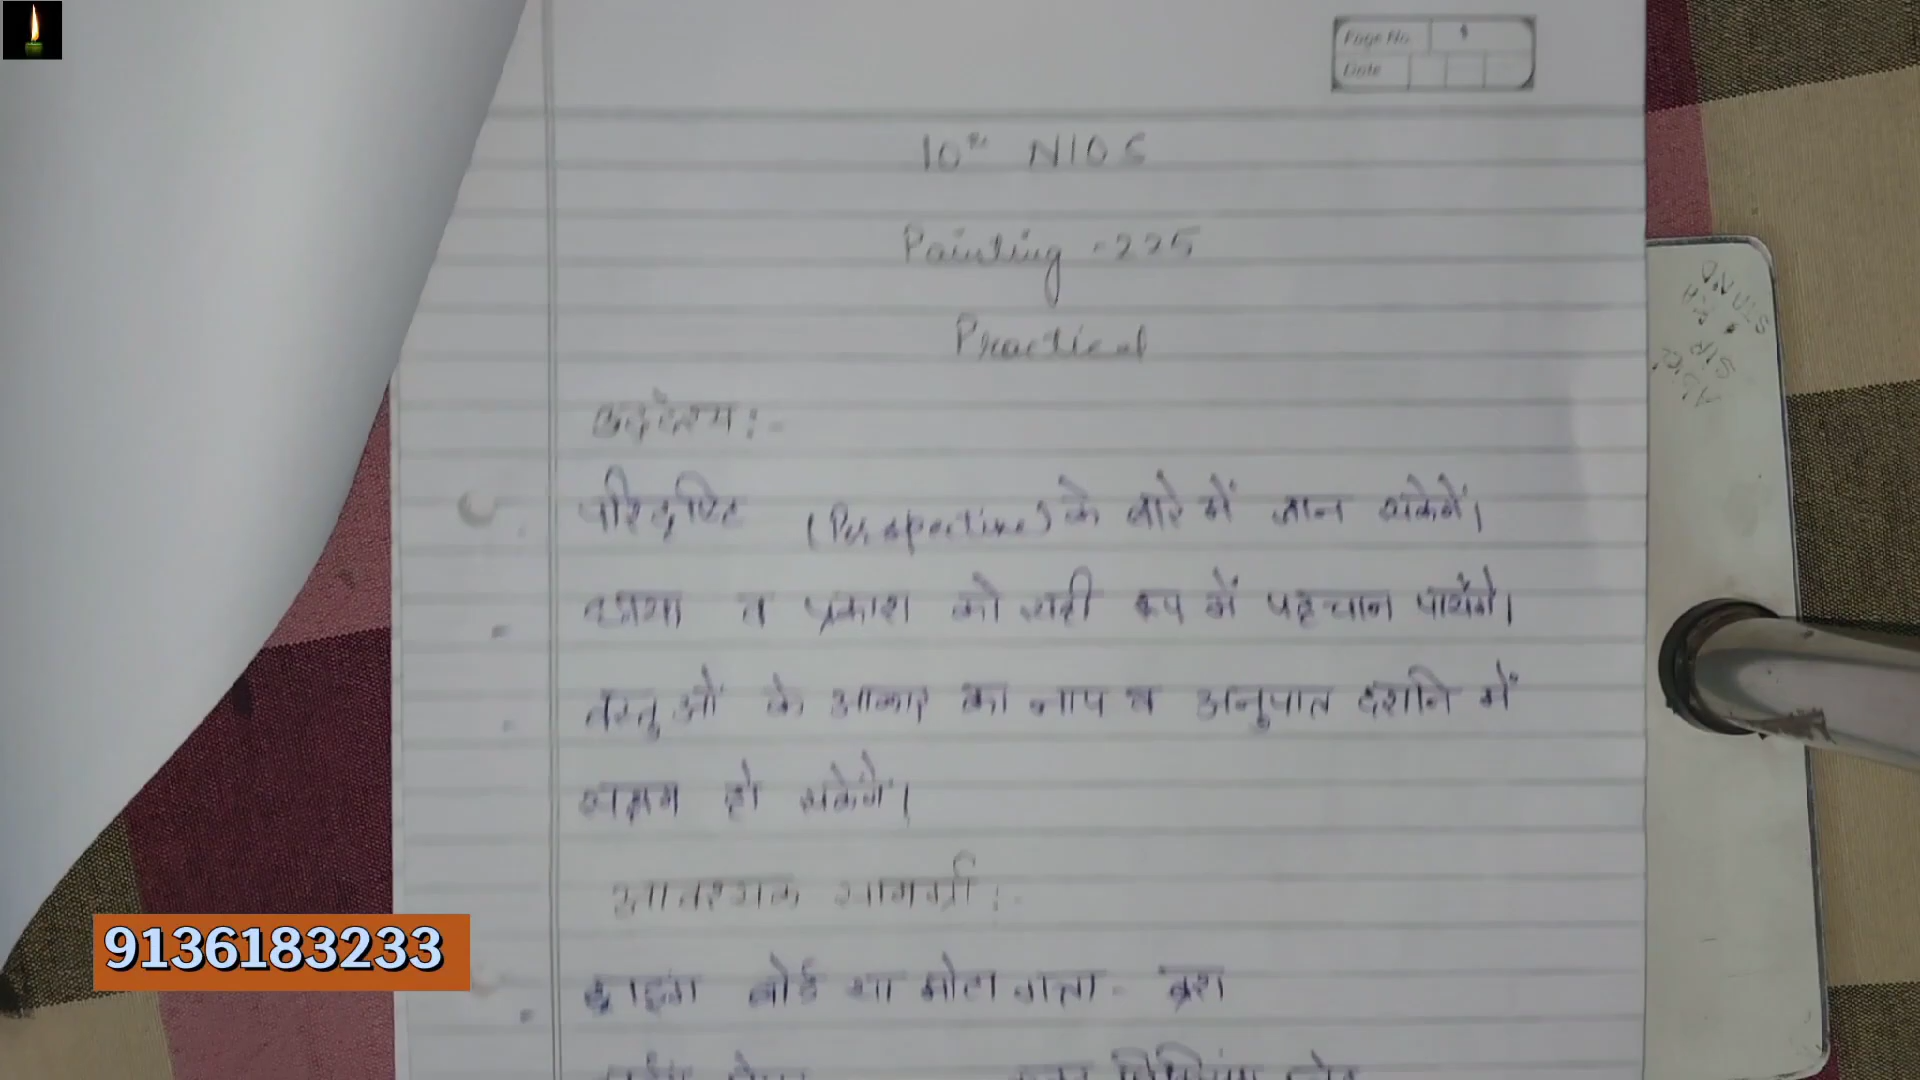 Page No.
Date
10th NIOS
Painting - 225
Practical
उद्देश्य :-
परिदृष्टि (Perspective) के बारे में जान सकेगें।
छाया व प्रकाश को सही रूप में पहचान पायेंगे।
वस्तुओं के आकार का नाप व अनुपात दर्शाने में
सक्षम हो सकेंगे।
आवश्यक सामग्री :-
9136183233
ड्राइंग बोर्ड या मोटा गत्ता - ब्रश